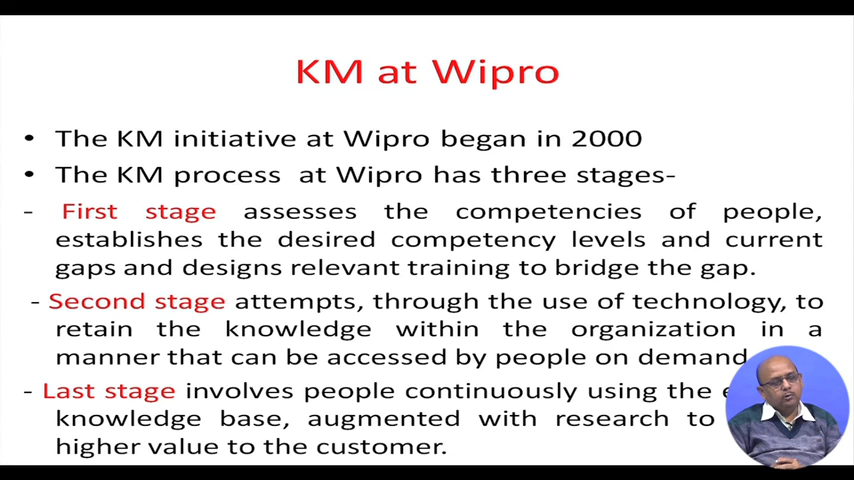 KM at Wipro
• The KM initiative at Wipro began in 2000
• The KM process at Wipro has three stages-
- First stage assesses the competencies of people,
establishes the desired competency levels and current
gaps and designs relevant training to bridge the gap.
- Second stage attempts, through the use of technology, to
retain the knowledge within the organization in a
manner that can be accessed by people on demand
- Last stage involves people continuously using the
knowledge base, augmented with research to
higher value to the customer.